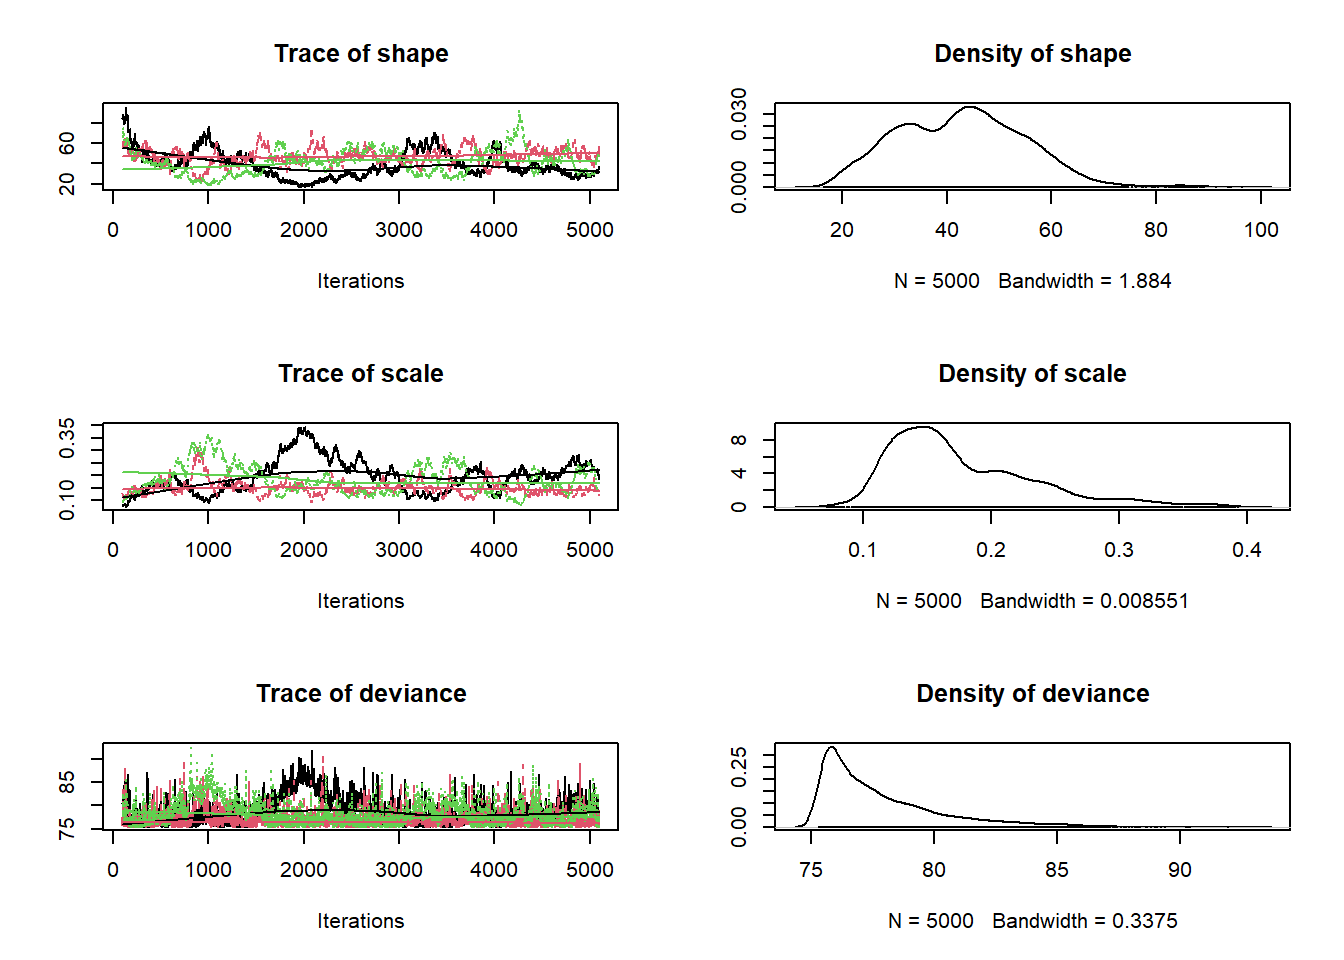 Trace of shape
60
20
0 1000 2000 3000 4000 5000
Iterations
Density of shape
0.030
0.000
20 40 60 80 100
N = 5000 Bandwidth = 1.884
Trace of scale
0.35
0.10
0 1000 2000 3000 4000 5000
Iterations
Density of scale
8
4
0
0.1 0.2 0.3 0.4
N = 5000 Bandwidth = 0.008551
Trace of deviance
85
75
0 1000 2000 3000 4000 5000
Iterations
Density of deviance
0.25
0.00
75 80 85 90
N = 5000 Bandwidth = 0.3375